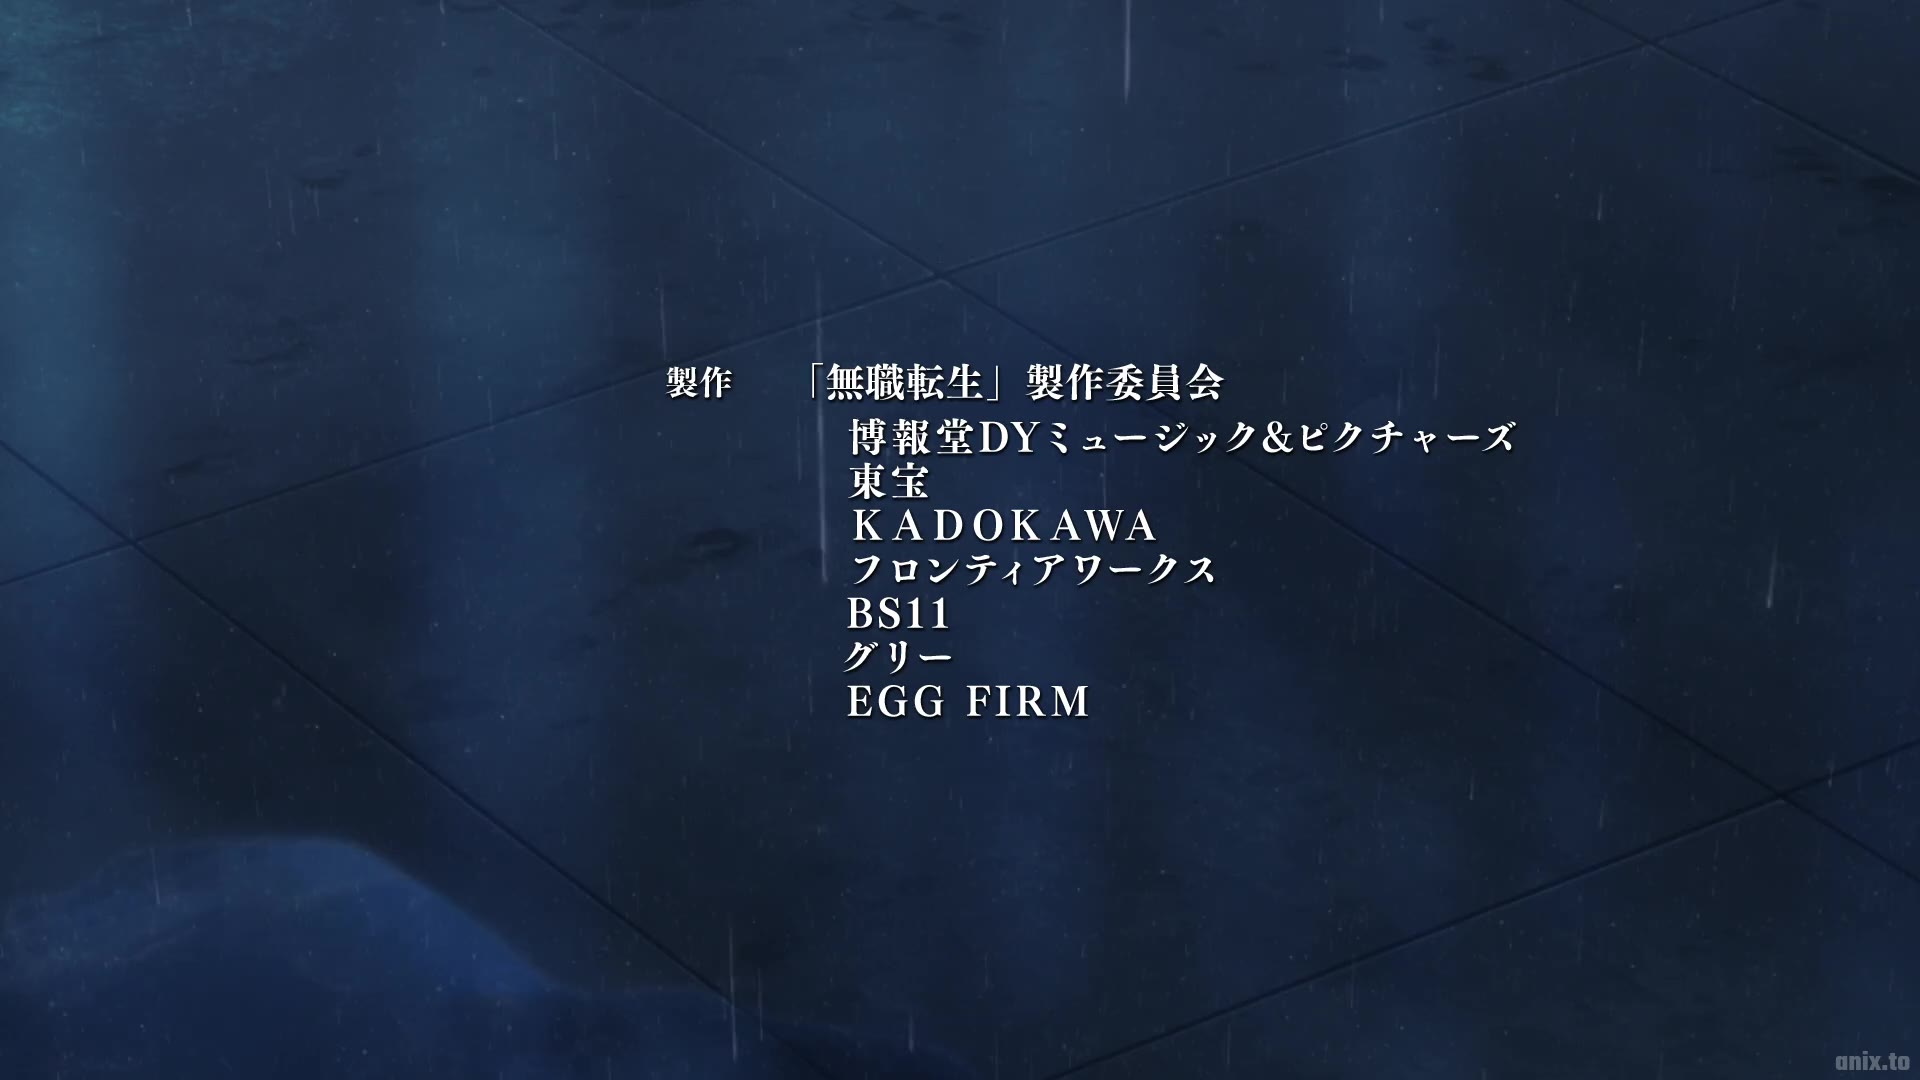 製作 「無職転生」製作委員会
博報堂DYミュージック&ピクチャーズ
東宝
KADOKAWA
フロンティアワークス
BS11
グリー
EGG FIRM
anix.to